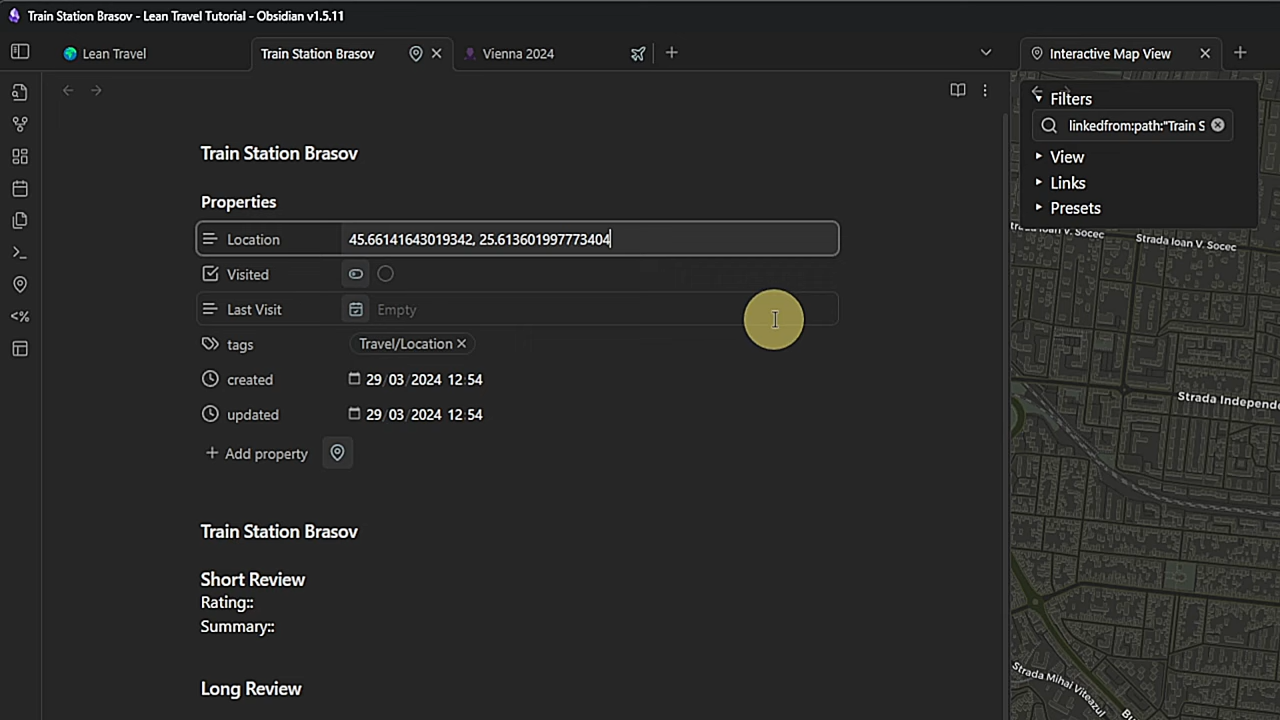 Train Station Brasov - Lean Travel Tutorial - Obsidian v1.5.11
Lean Travel
Train Station Brasov
Vienna 2024
Interactive Map View
Filters
linkedfrom:path:"Train S
View
Links
Presets
Train Station Brasov
Properties
Location 45.66141643019342, 25.613601997773404
Visited
Last Visit Empty
tags Travel/Location
created 29/03/2024 12:54
updated 29/03/2024 12:54
Add property
Train Station Brasov
Short Review
Rating::
Summary::
Long Review
Strada Ioan V. Socec
Strada Independe
Strada Mihai Viteazul